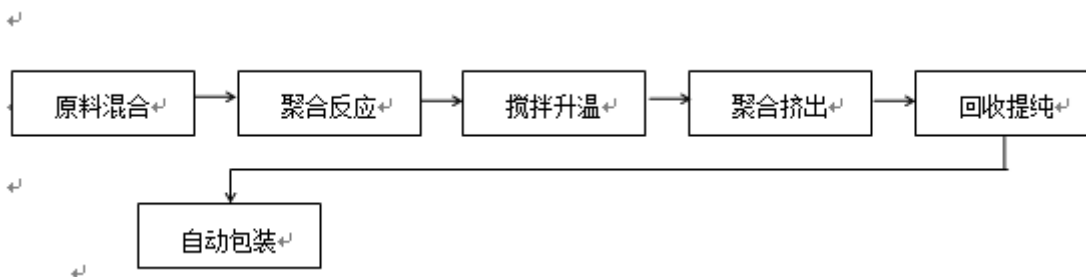 原料混合
聚合反应
搅拌升温
聚合挤出
回收提纯
自动包装